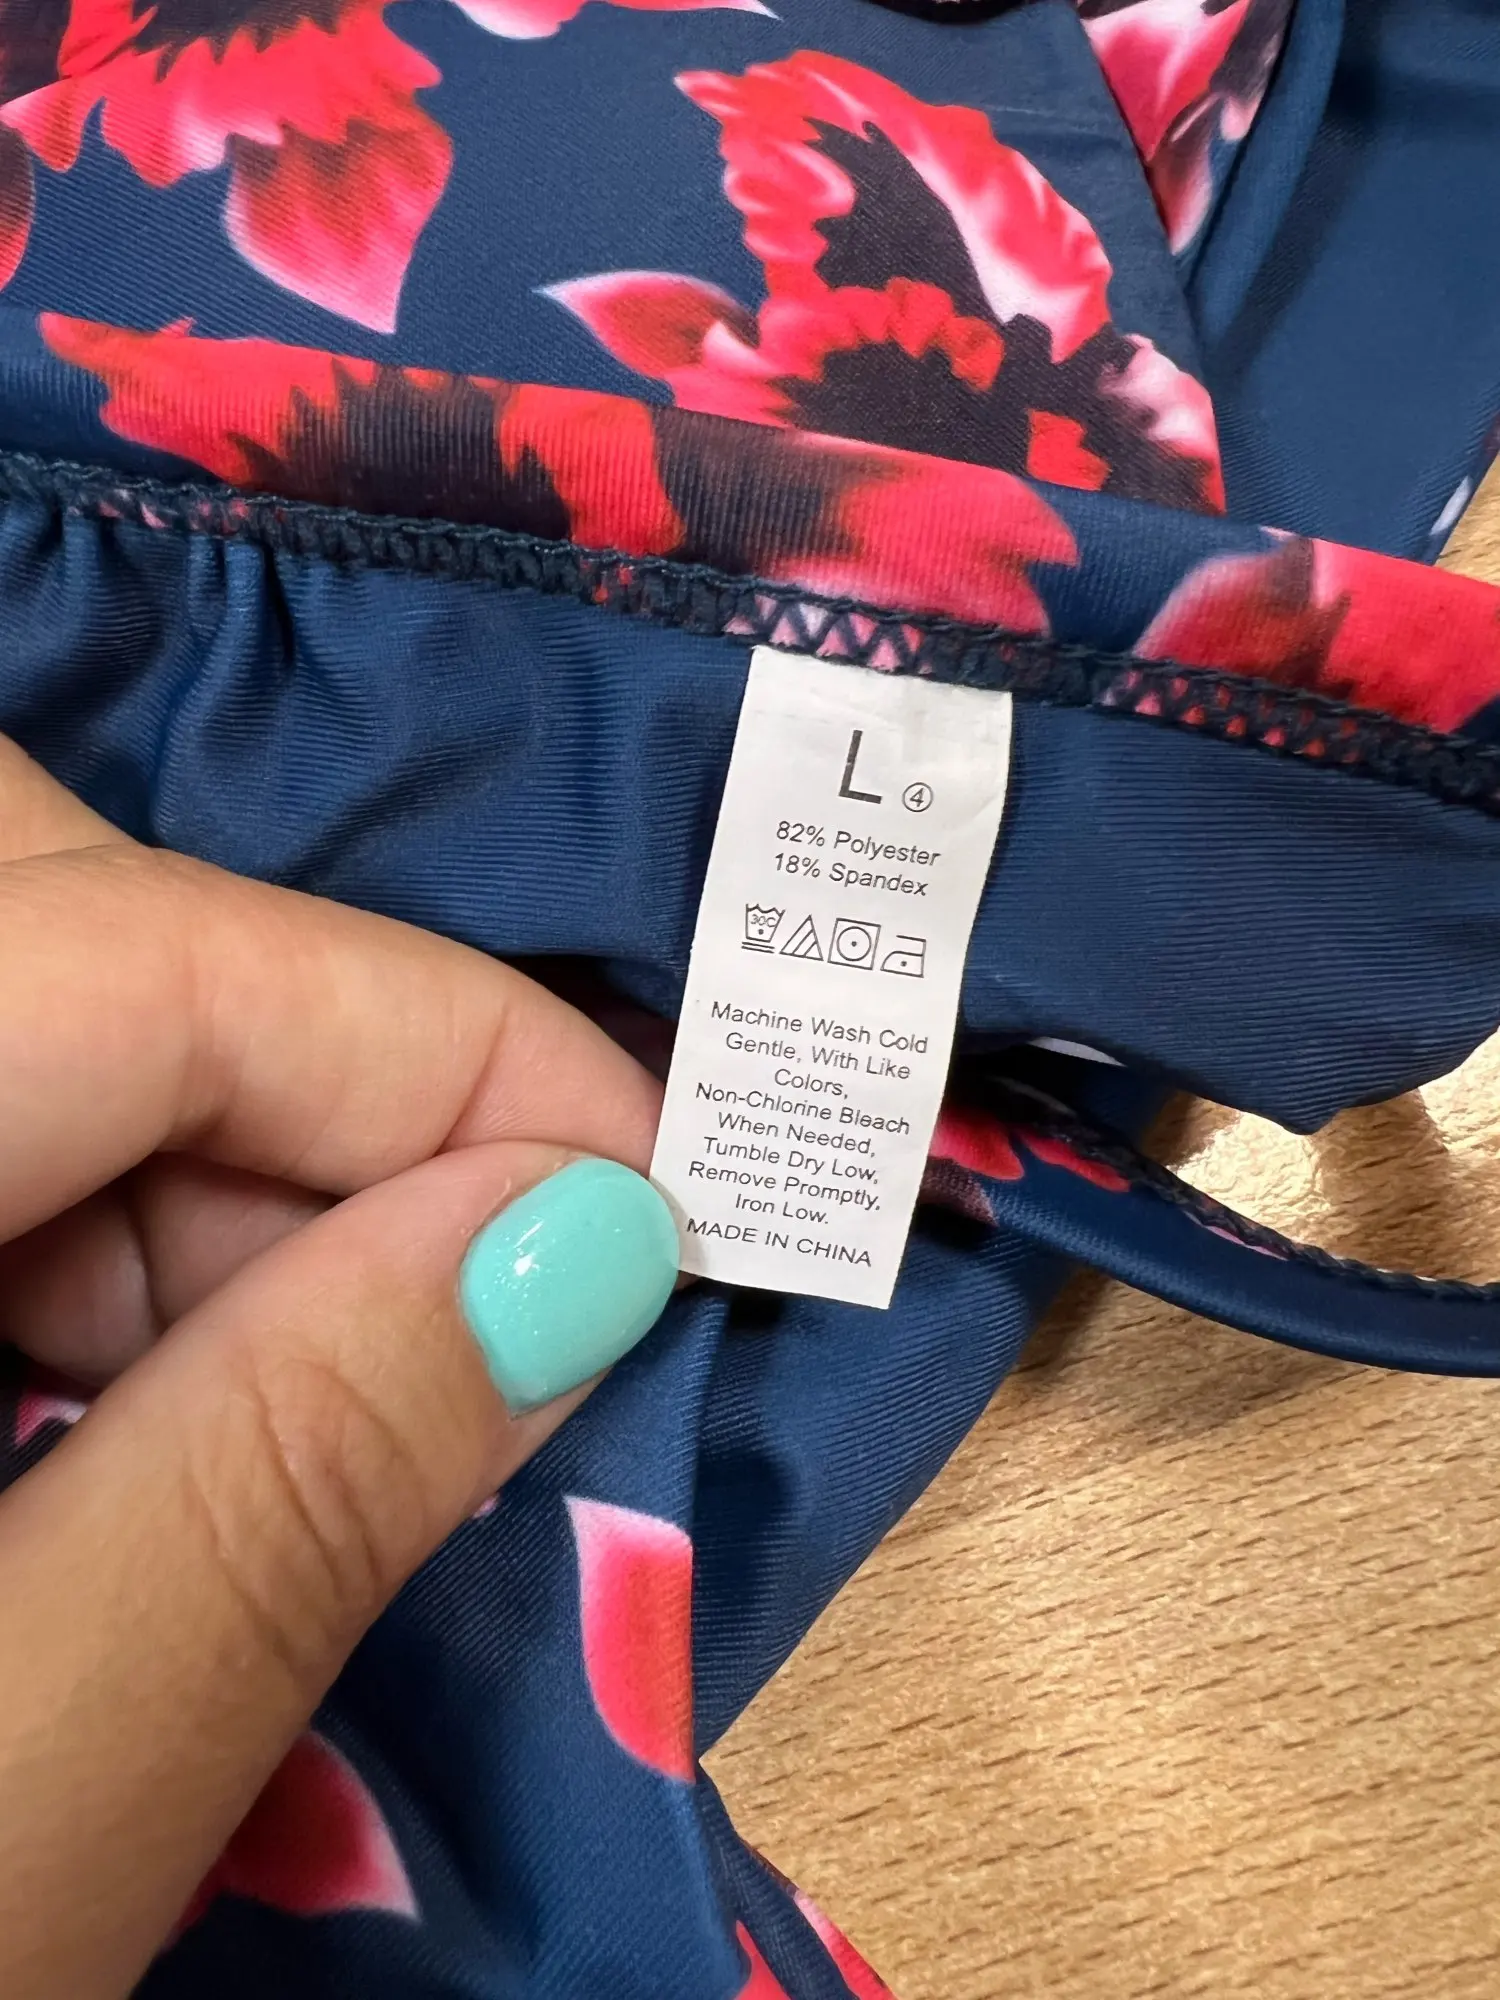 L ④
82% Polyester
18% Spandex
30C
Machine Wash Cold
Gentle, With Like
Colors,
Non-Chlorine Bleach
When Needed,
Tumble Dry Low,
Remove Promptly,
Iron Low.
MADE IN CHINA